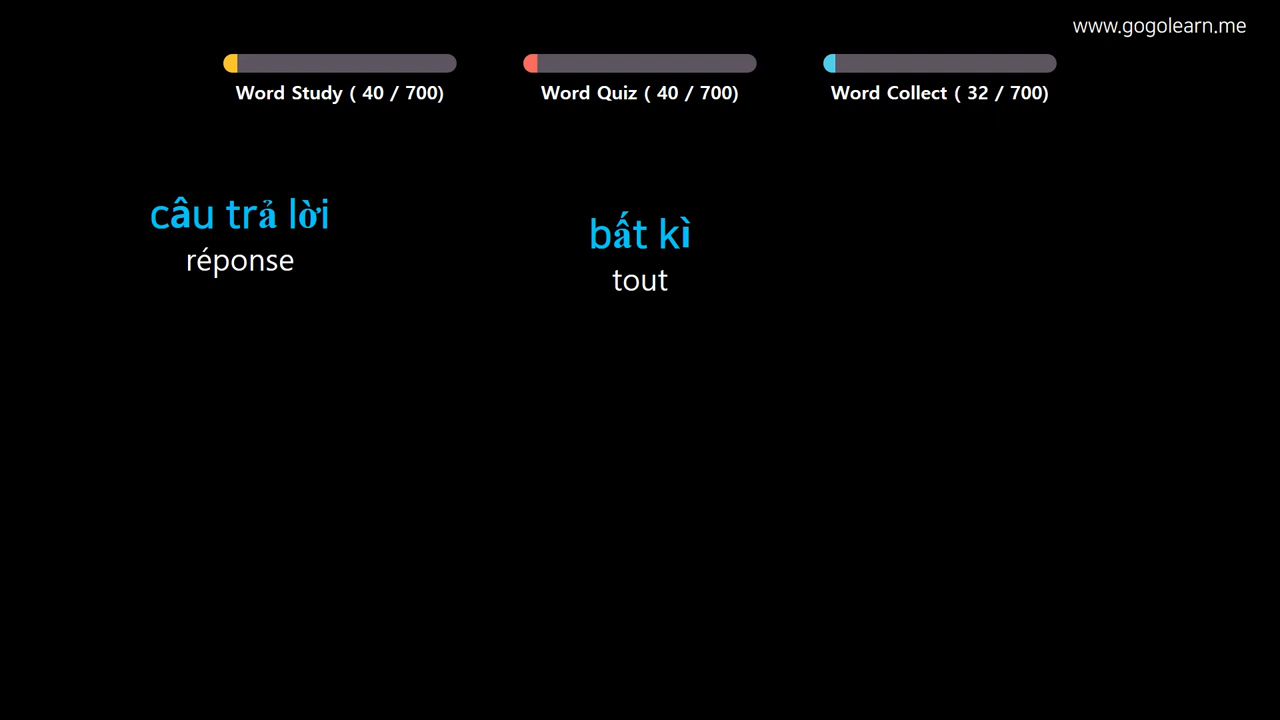 www.gogolearn.me
Word Study ( 40 / 700)
Word Quiz ( 40 / 700)
Word Collect ( 32 / 700)
câu trả lời
réponse
bất kì
tout